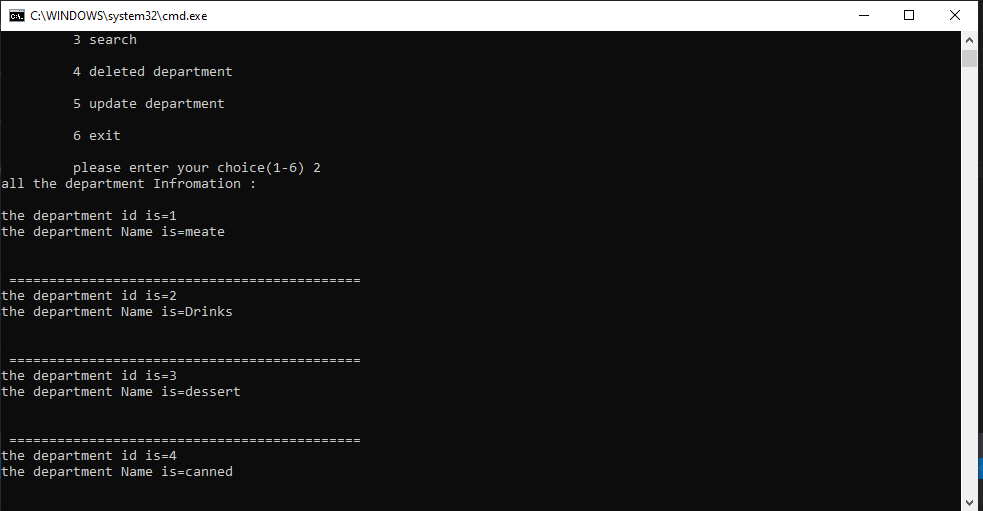 C:\WINDOWS\system32\cmd.exe
3 search
4 deleted department
5 update department
6 exit
please enter your choice(1-6) 2
all the department Infromation :
the department id is=1
the department Name is=meate
============================================
the department id is=2
the department Name is=Drinks
============================================
the department id is=3
the department Name is=dessert
============================================
the department id is=4
the department Name is=canned